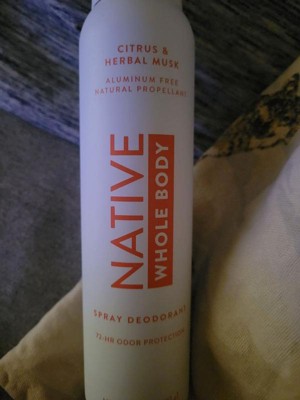 CITRUS &
HERBAL MUSK
ALUMINUM FREE
NATURAL PROPELLANT
NATIVE
WHOLE BODY
SPRAY DEODORANT
72-HR ODOR PROTECTION